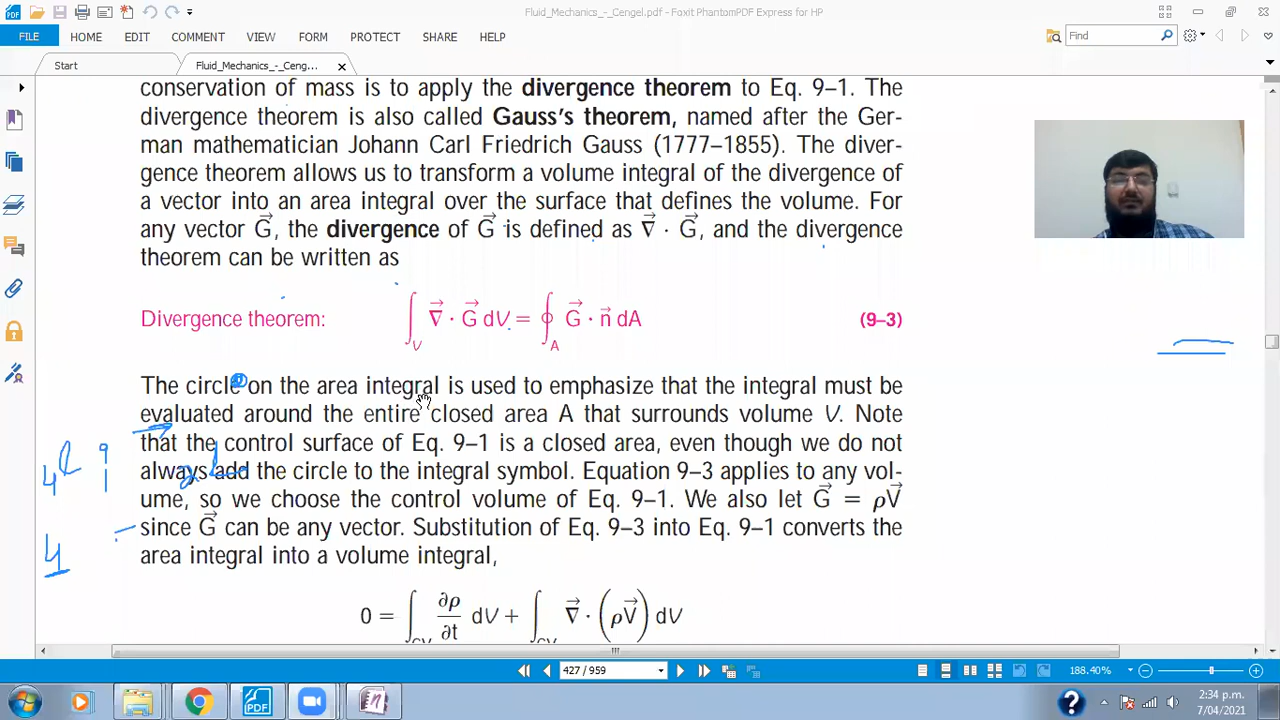 Fluid_Mechanics_-_Cengel.pdf - Foxit PhantomPDF Express for HP
FILE HOME EDIT COMMENT VIEW FORM PROTECT SHARE HELP
Find
Start Fluid_Mechanics_-_Ceng...
conservation of mass is to apply the divergence theorem to Eq. 9–1. The
divergence theorem is also called Gauss's theorem, named after the Ger-
man mathematician Johann Carl Friedrich Gauss (1777–1855). The diver-
gence theorem allows us to transform a volume integral of the divergence of
a vector into an area integral over the surface that defines the volume. For
any vector G⃗, the divergence of G⃗ is defined as ∇⃗ · G⃗, and the divergence
theorem can be written as
Divergence theorem: ∫_V ∇⃗ · G⃗ dV = ∮_A G⃗ · n⃗ dA (9–3)
The circle on the area integral is used to emphasize that the integral must be
evaluated around the entire closed area A that surrounds volume V. Note
that the control surface of Eq. 9–1 is a closed area, even though we do not
always add the circle to the integral symbol. Equation 9–3 applies to any vol-
ume, so we choose the control volume of Eq. 9–1. We also let G⃗ = ρV⃗
since G⃗ can be any vector. Substitution of Eq. 9–3 into Eq. 9–1 converts the
area integral into a volume integral,
4
0 = ∫_CV ∂ρ/∂t dV + ∫_CV ∇⃗ · (ρV⃗) dV
427 / 959
188.40%
2:34 p.m.
7/04/2021